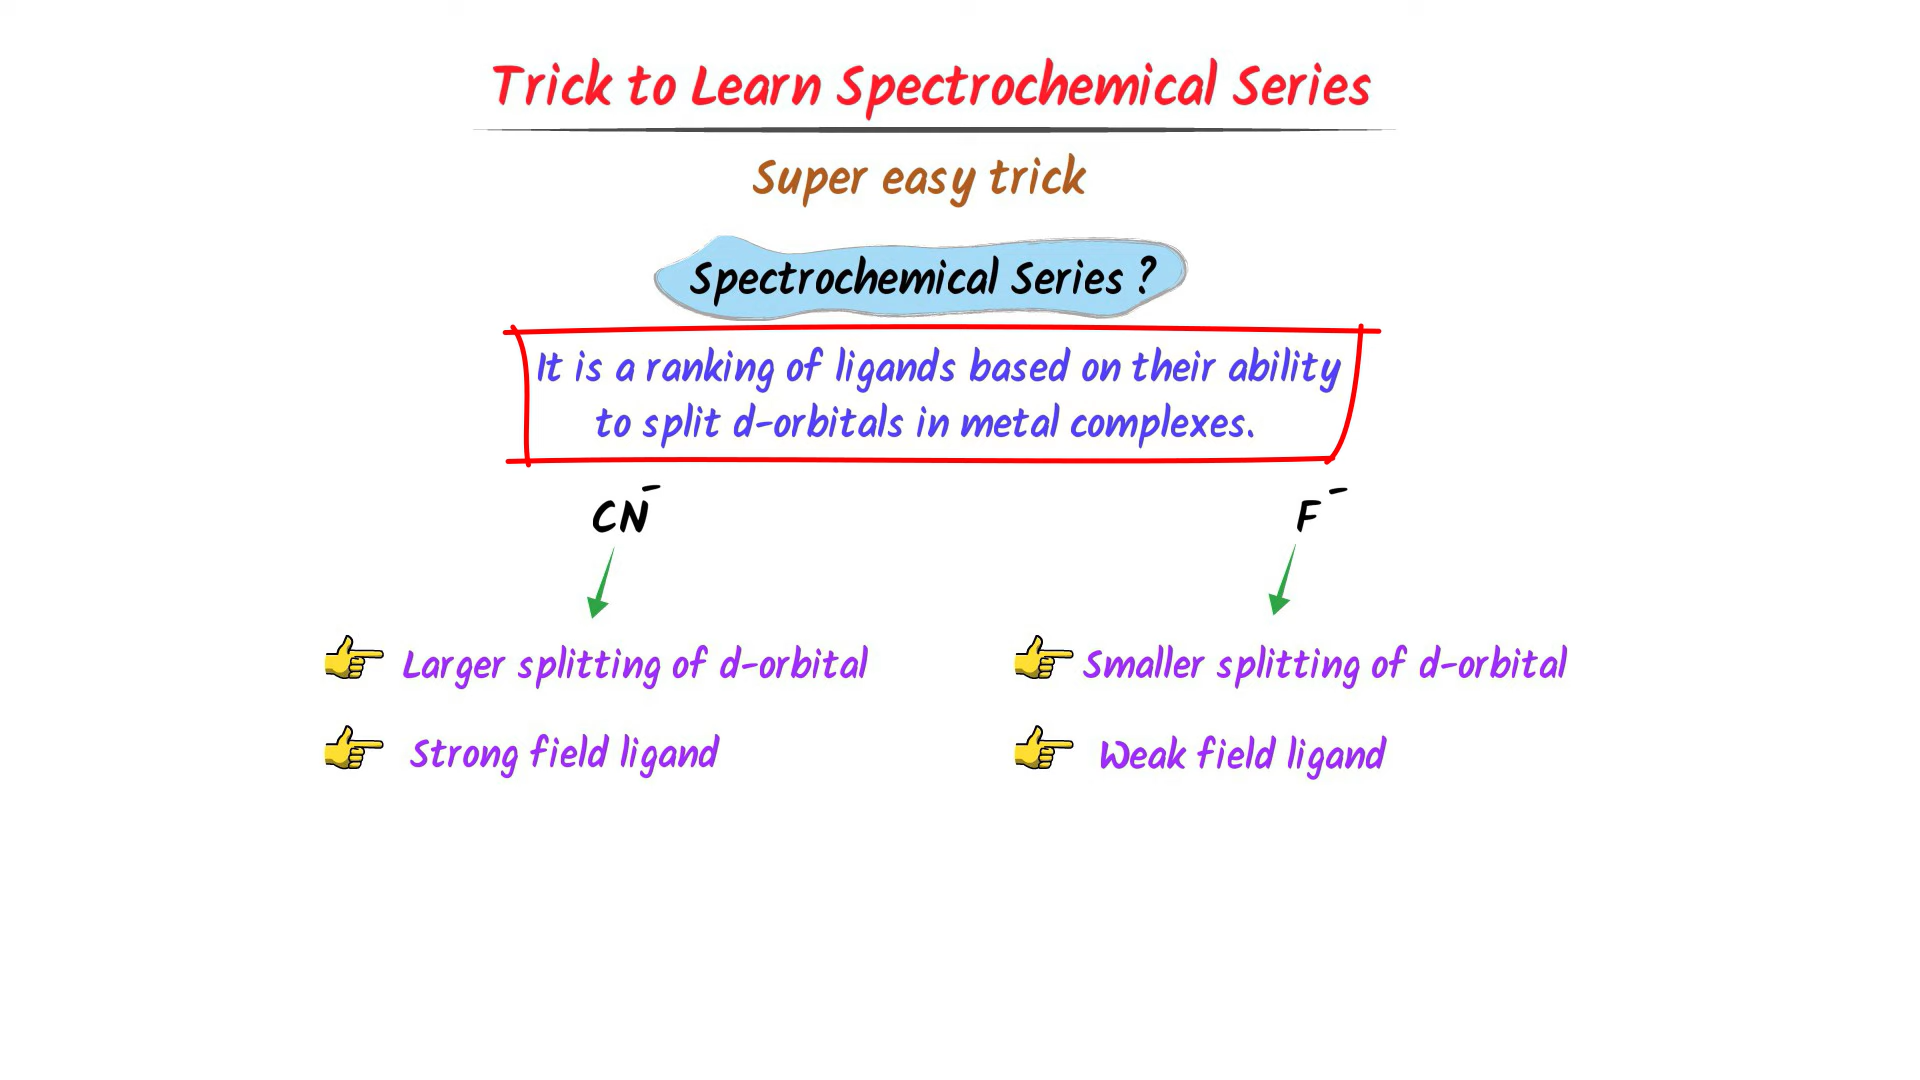 Trick to Learn Spectrochemical Series
Super easy trick
Spectrochemical Series ?
It is a ranking of ligands based on their ability
to split d-orbitals in metal complexes.
CN⁻
F⁻
Larger splitting of d-orbital
Smaller splitting of d-orbital
Strong field ligand
Weak field ligand